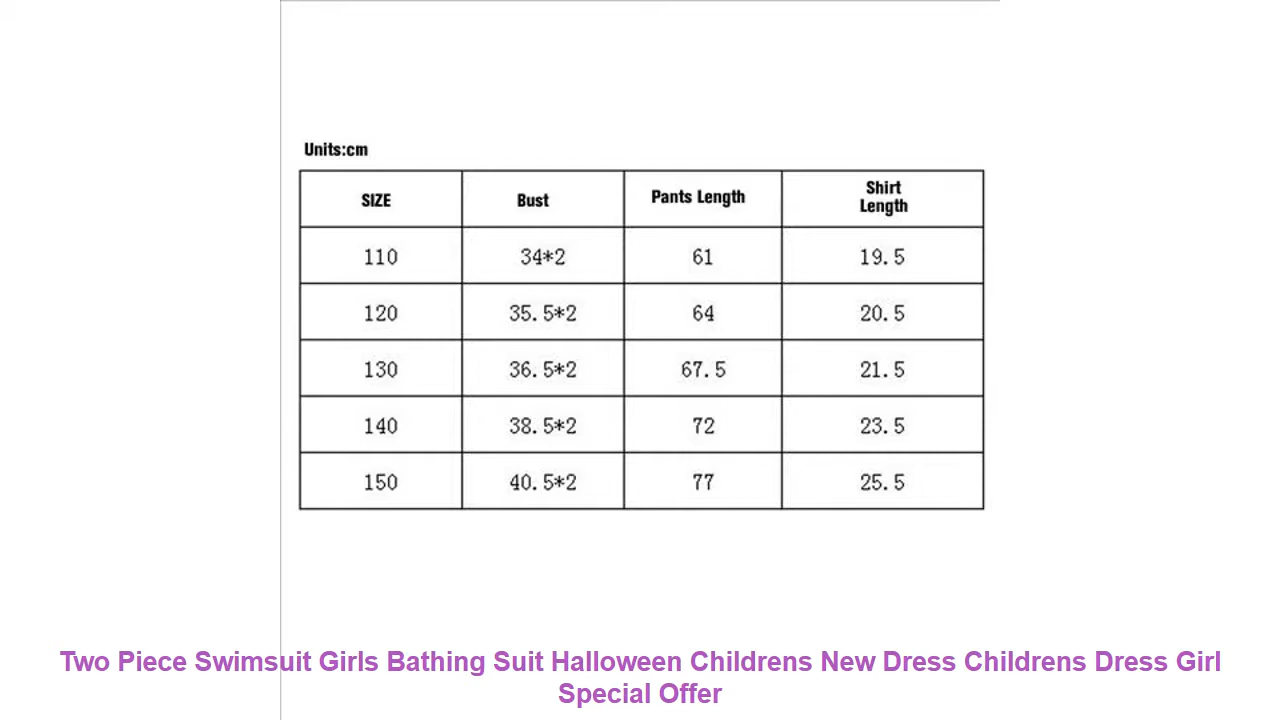 Units:cm
SIZE Bust Pants Length Shirt Length
110 34*2 61 19.5
120 35.5*2 64 20.5
130 36.5*2 67.5 21.5
140 38.5*2 72 23.5
150 40.5*2 77 25.5
Two Piece Swimsuit Girls Bathing Suit Halloween Childrens New Dress Childrens Dress Girl
Special Offer